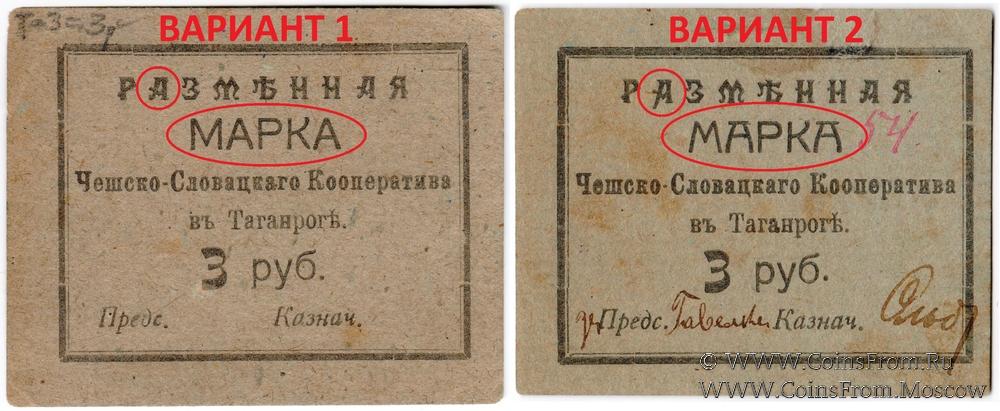 ВАРИАНТ 1
РАЗМѢННАЯ
МАРКА
Чешско-Словацкаго Кооператива
въ Таганрогѣ.
3 руб.
Предс. Казнач.
ВАРИАНТ 2
РАЗМѢННАЯ
МАРКА 54
Чешско-Словацкаго Кооператива
въ Таганрогѣ.
3 руб.
Предс. Казнач.
© WWW.CoinsFrom.Ru
WWW.CoinsFrom.Moscow